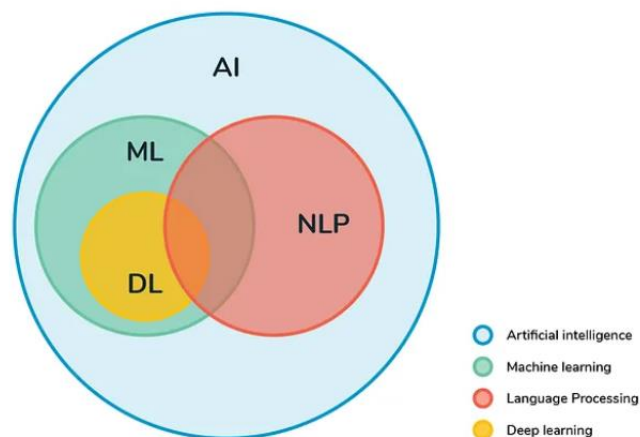 AI
ML
NLP
DL
Artificial intelligence
Machine learning
Language Processing
Deep learning